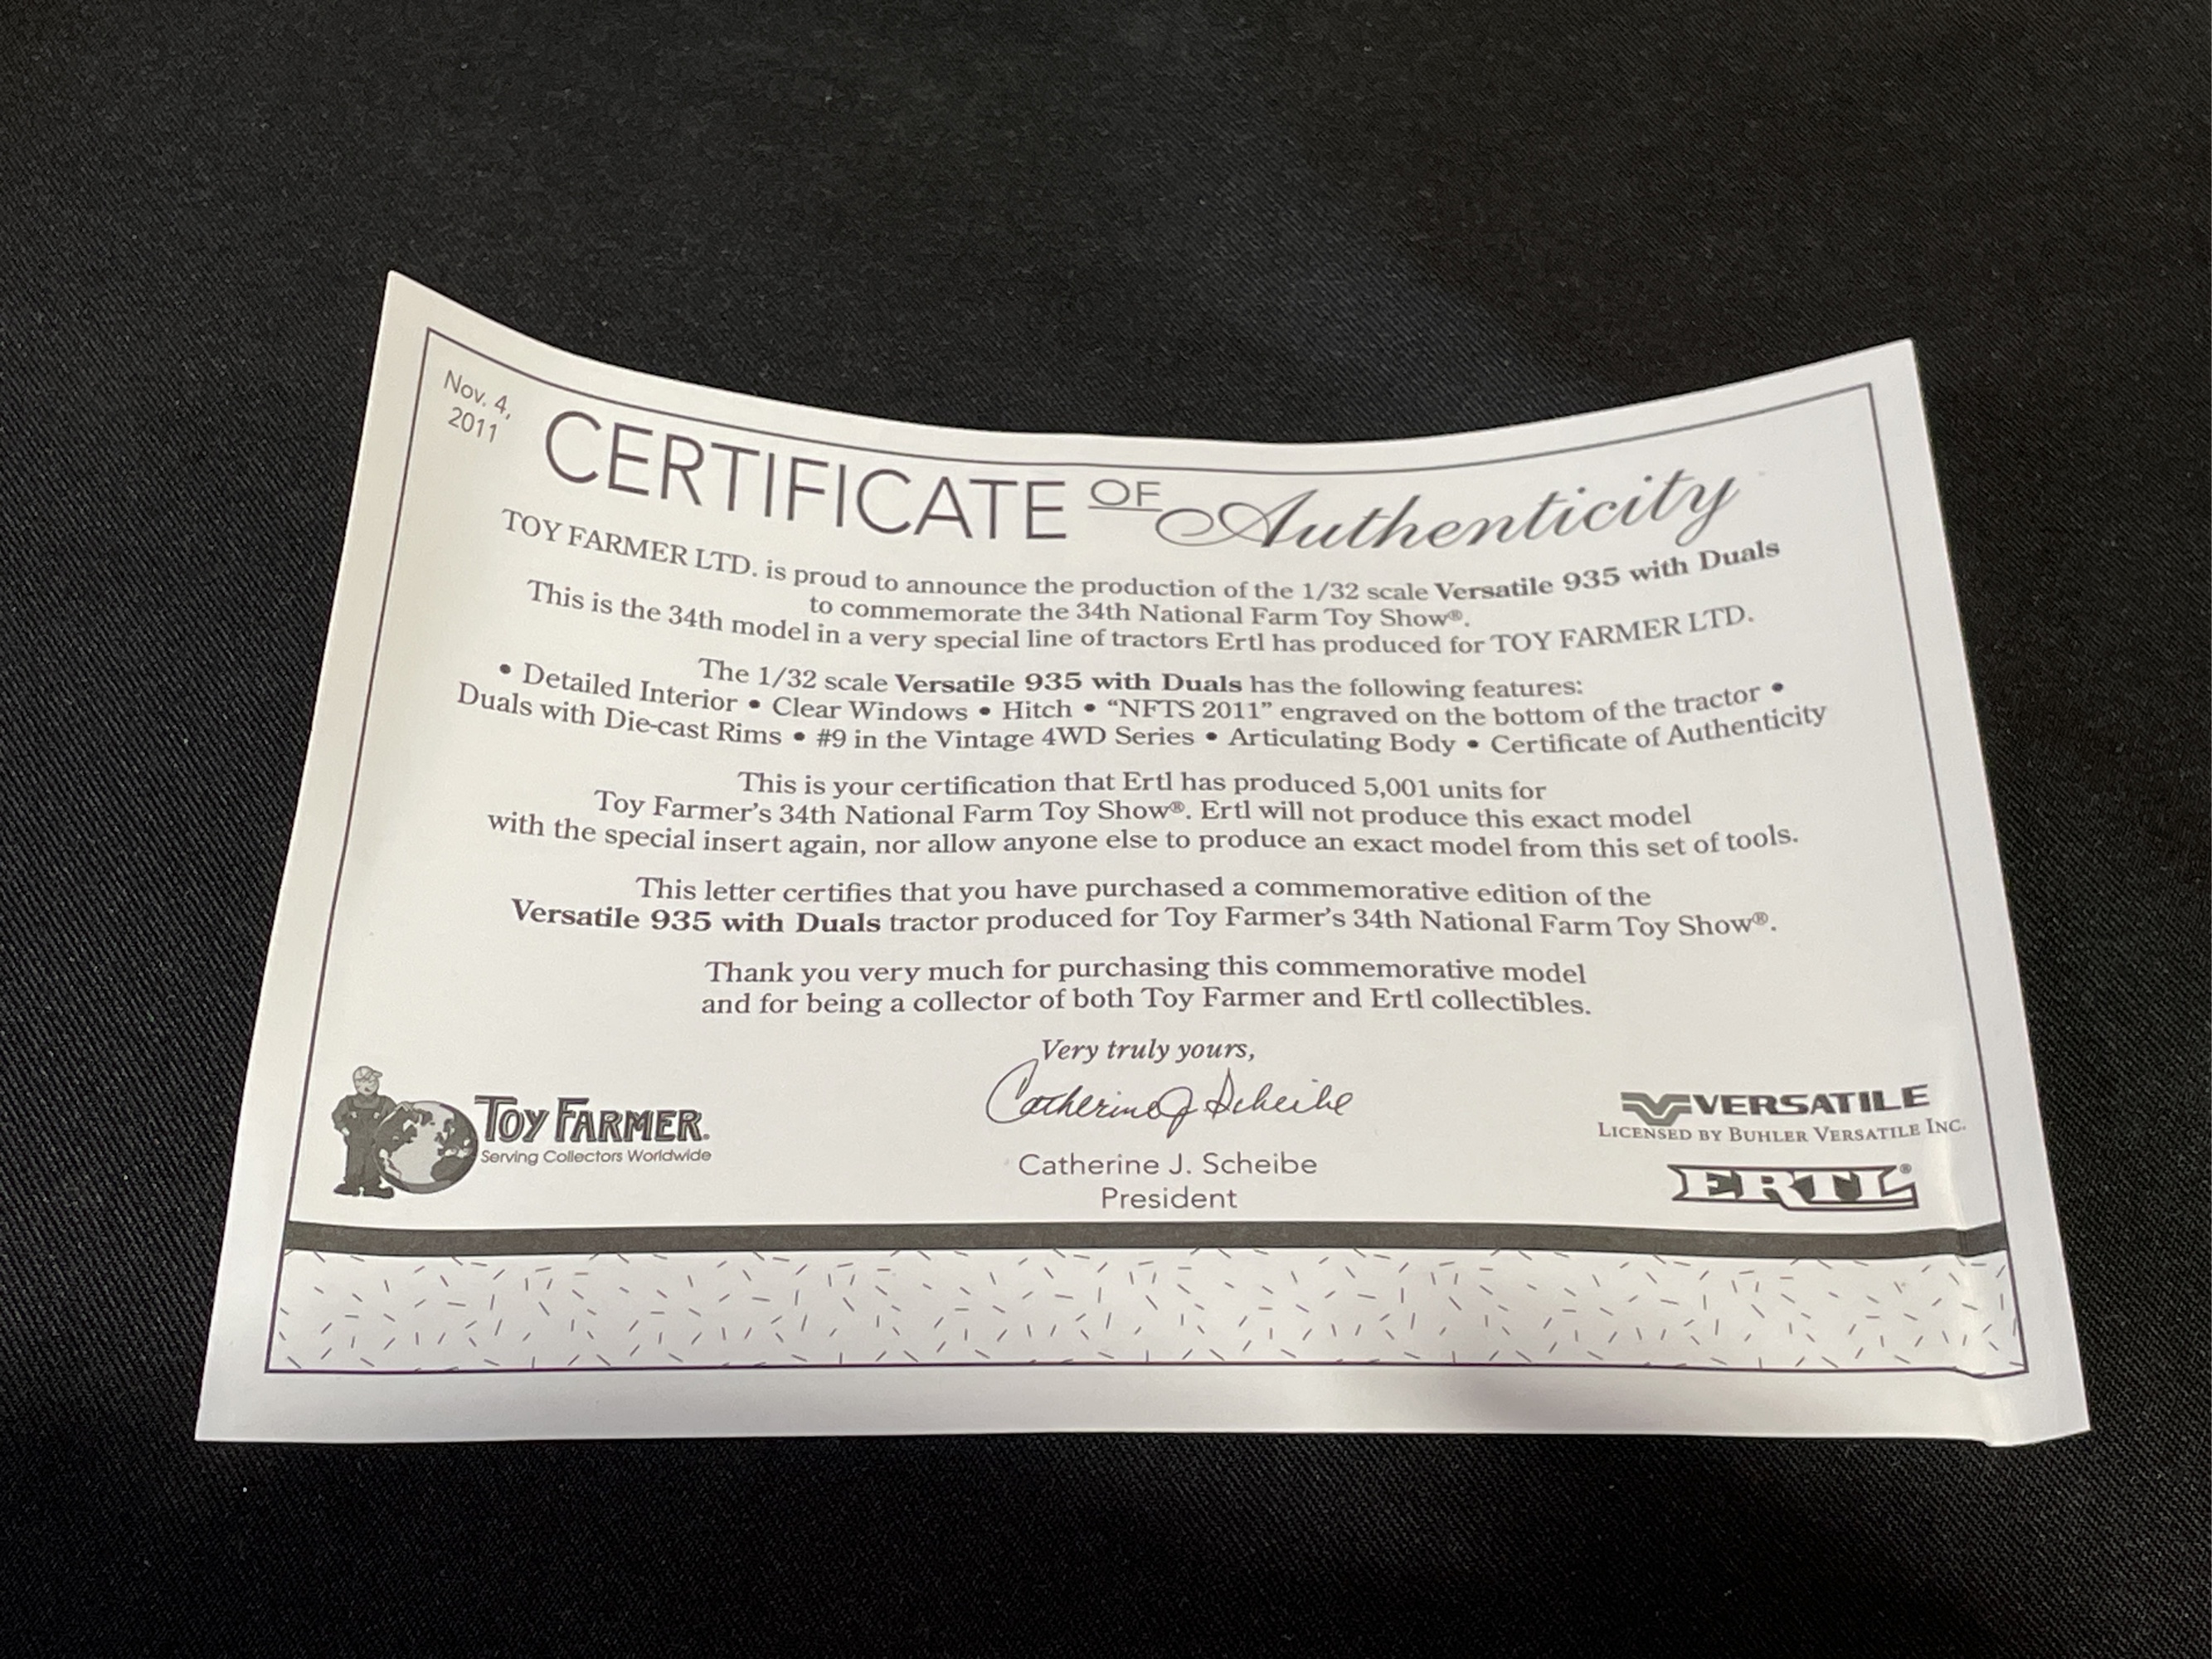 Nov. 4,
2011
CERTIFICATE OF Authenticity
TOY FARMER LTD. is proud to announce the production of the 1/32 scale Versatile 935 with Duals
to commemorate the 34th National Farm Toy Show®.
This is the 34th model in a very special line of tractors Ertl has produced for TOY FARMER LTD.
The 1/32 scale Versatile 935 with Duals has the following features:
• Detailed Interior • Clear Windows • Hitch • “NFTS 2011” engraved on the bottom of the tractor •
Duals with Die-cast Rims • #9 in the Vintage 4WD Series • Articulating Body • Certificate of Authenticity
This is your certification that Ertl has produced 5,001 units for
Toy Farmer’s 34th National Farm Toy Show®. Ertl will not produce this exact model
with the special insert again, nor allow anyone else to produce an exact model from this set of tools.
This letter certifies that you have purchased a commemorative edition of the
Versatile 935 with Duals tractor produced for Toy Farmer’s 34th National Farm Toy Show®.
Thank you very much for purchasing this commemorative model
and for being a collector of both Toy Farmer and Ertl collectibles.
Very truly yours,
Catherine J Scheibe
Catherine J. Scheibe
President
TOY FARMER.
Serving Collectors Worldwide
VERSATILE
LICENSED BY BUHLER VERSATILE INC.
ERTL®